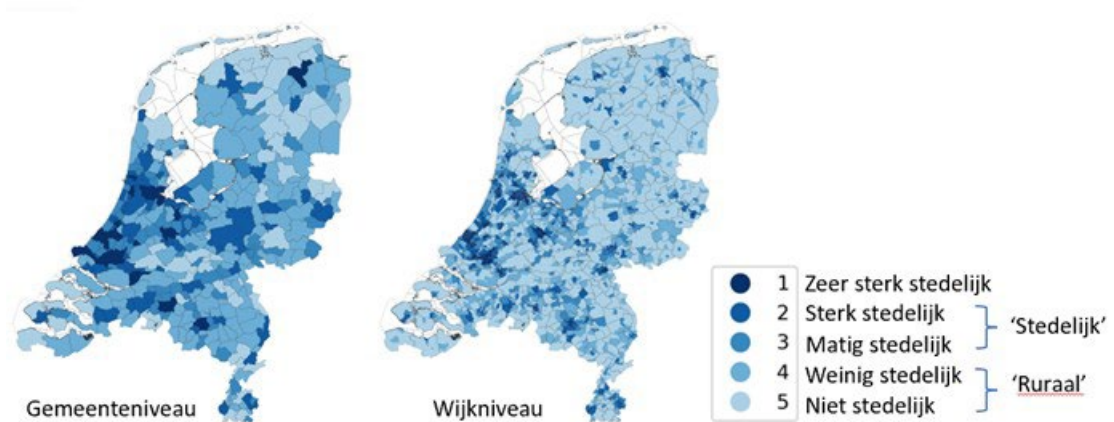 Gemeenteniveau
Wijkniveau
1 Zeer sterk stedelijk
2 Sterk stedelijk
3 Matig stedelijk
'Stedelijk'
4 Weinig stedelijk
5 Niet stedelijk
'Ruraal'